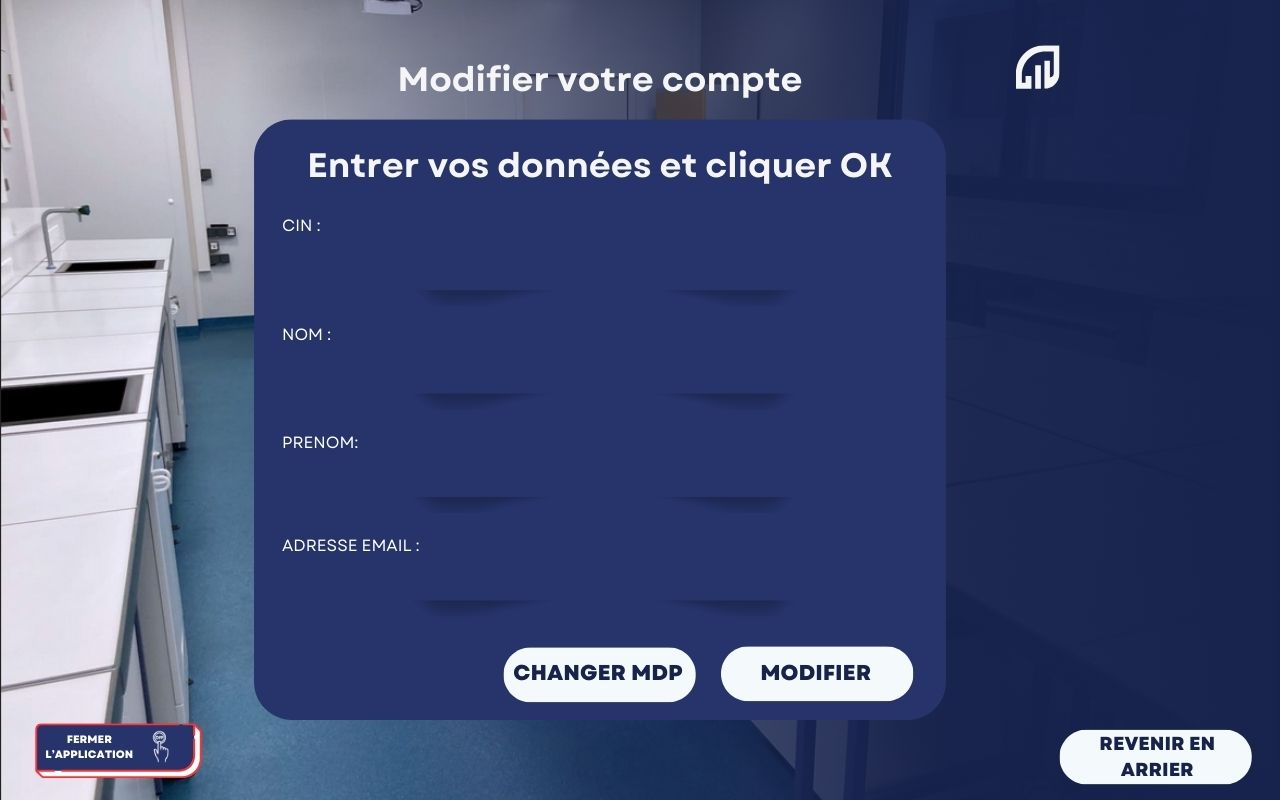 Modifier votre compte
Entrer vos données et cliquer OK
CIN :
NOM :
PRENOM:
ADRESSE EMAIL :
CHANGER MDP
MODIFIER
FERMER
L'APPLICATION
OFF
REVENIR EN
ARRIER